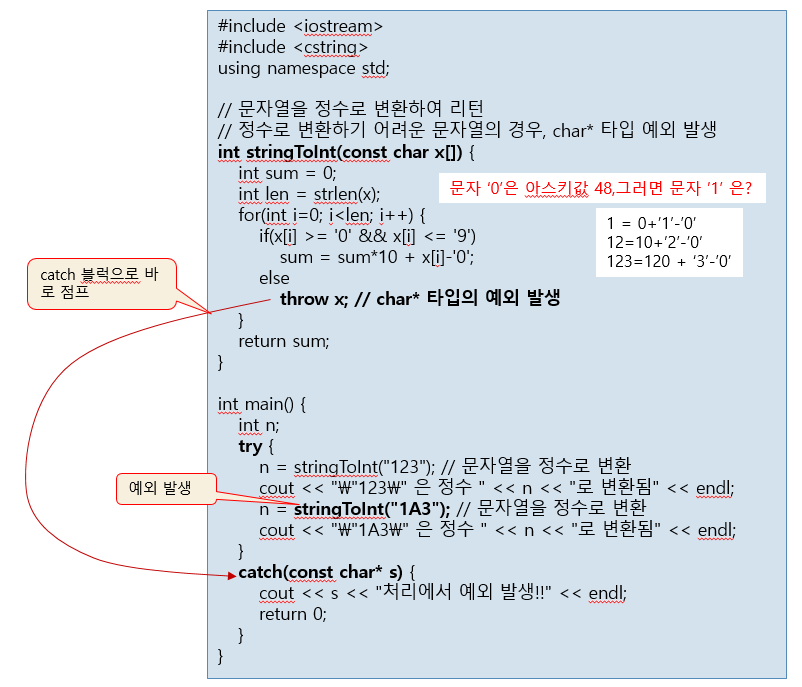 #include <iostream>
#include <cstring>
using namespace std;
// 문자열을 정수로 변환하여 리턴
// 정수로 변환하기 어려운 문자열의 경우, char* 타입 예외 발생
int stringToInt(const char x[]) {
int sum = 0;
int len = strlen(x);
for(int i=0; i<len; i++) {
if(x[i] >= '0' && x[i] <= '9')
sum = sum*10 + x[i]-'0';
else
throw x; // char* 타입의 예외 발생
}
return sum;
}
문자 ‘0’은 아스키값 48,그러면 문자 ’1’ 은?
1 = 0+’1’-’0’
12=10+’2’-’0’
123=120 + ‘3’-’0’
catch 블럭으로 바
로 점프
int main() {
int n;
try {
n = stringToInt("123"); // 문자열을 정수로 변환
cout << "₩"123₩" 은 정수 " << n << "로 변환됨" << endl;
n = stringToInt("1A3"); // 문자열을 정수로 변환
cout << "₩"1A3₩" 은 정수 " << n << "로 변환됨" << endl;
}
catch(const char* s) {
cout << s << "처리에서 예외 발생!!" << endl;
return 0;
}
}
예외 발생